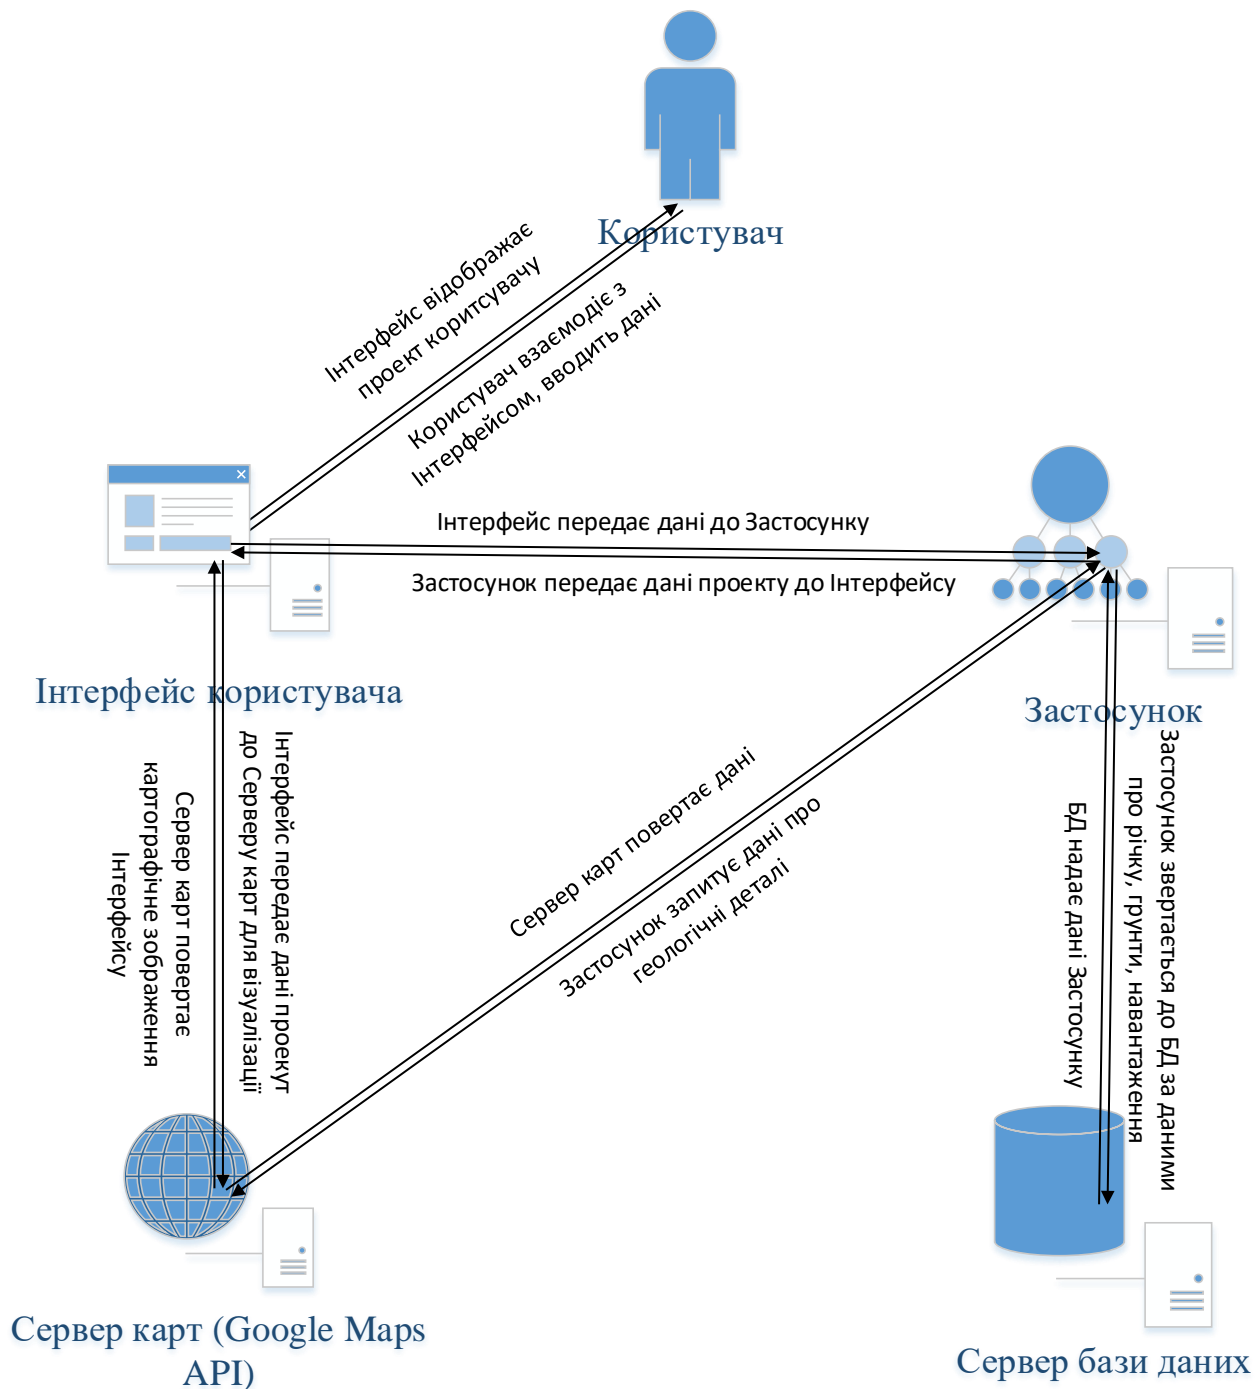 Користувач
Інтерфейс відображає
проект коритсувачу
Користувач взаємодіє з
Інтерфейсом, вводить дані
Інтерфейс передає дані до Застосунку
Застосунок передає дані проекту до Інтерфейсу
Інтерфейс користувача
Застосунок
Інтерфейс передає дані проекут
до Серверу карт для візуалізації
Сервер карт повертає
картографічне зображення
Інтерфейсу
Сервер карт повертає дані
Застосунок запитує дані про
геологічні деталі
Застосунок звертається до БД за даними
про річку, грунти, навантаження
БД надає дані Застосунку
Сервер карт (Google Maps
API)
Сервер бази даних